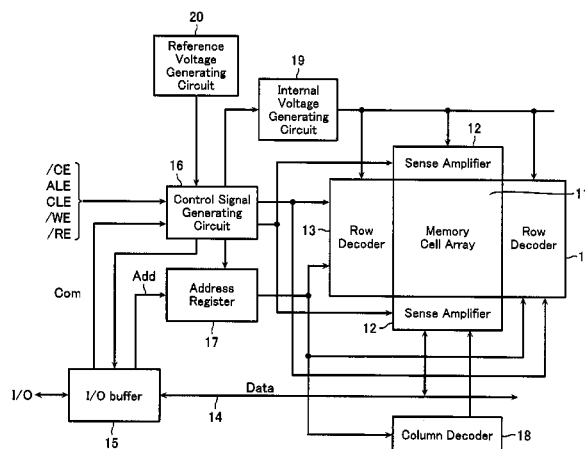 20
Reference
Voltage
Generating
Circuit
19
Internal
Voltage
Generating
Circuit
12
Sense Amplifier
/CE
ALE
CLE
/WE
/RE
16
Control Signal
Generating
Circuit
13
Row
Decoder
Memory
Cell Array
Row
Decoder
Com
Add
Address
Register
17
Sense Amplifier
12
I/O
I/O buffer
15
Data
14
Column Decoder
18